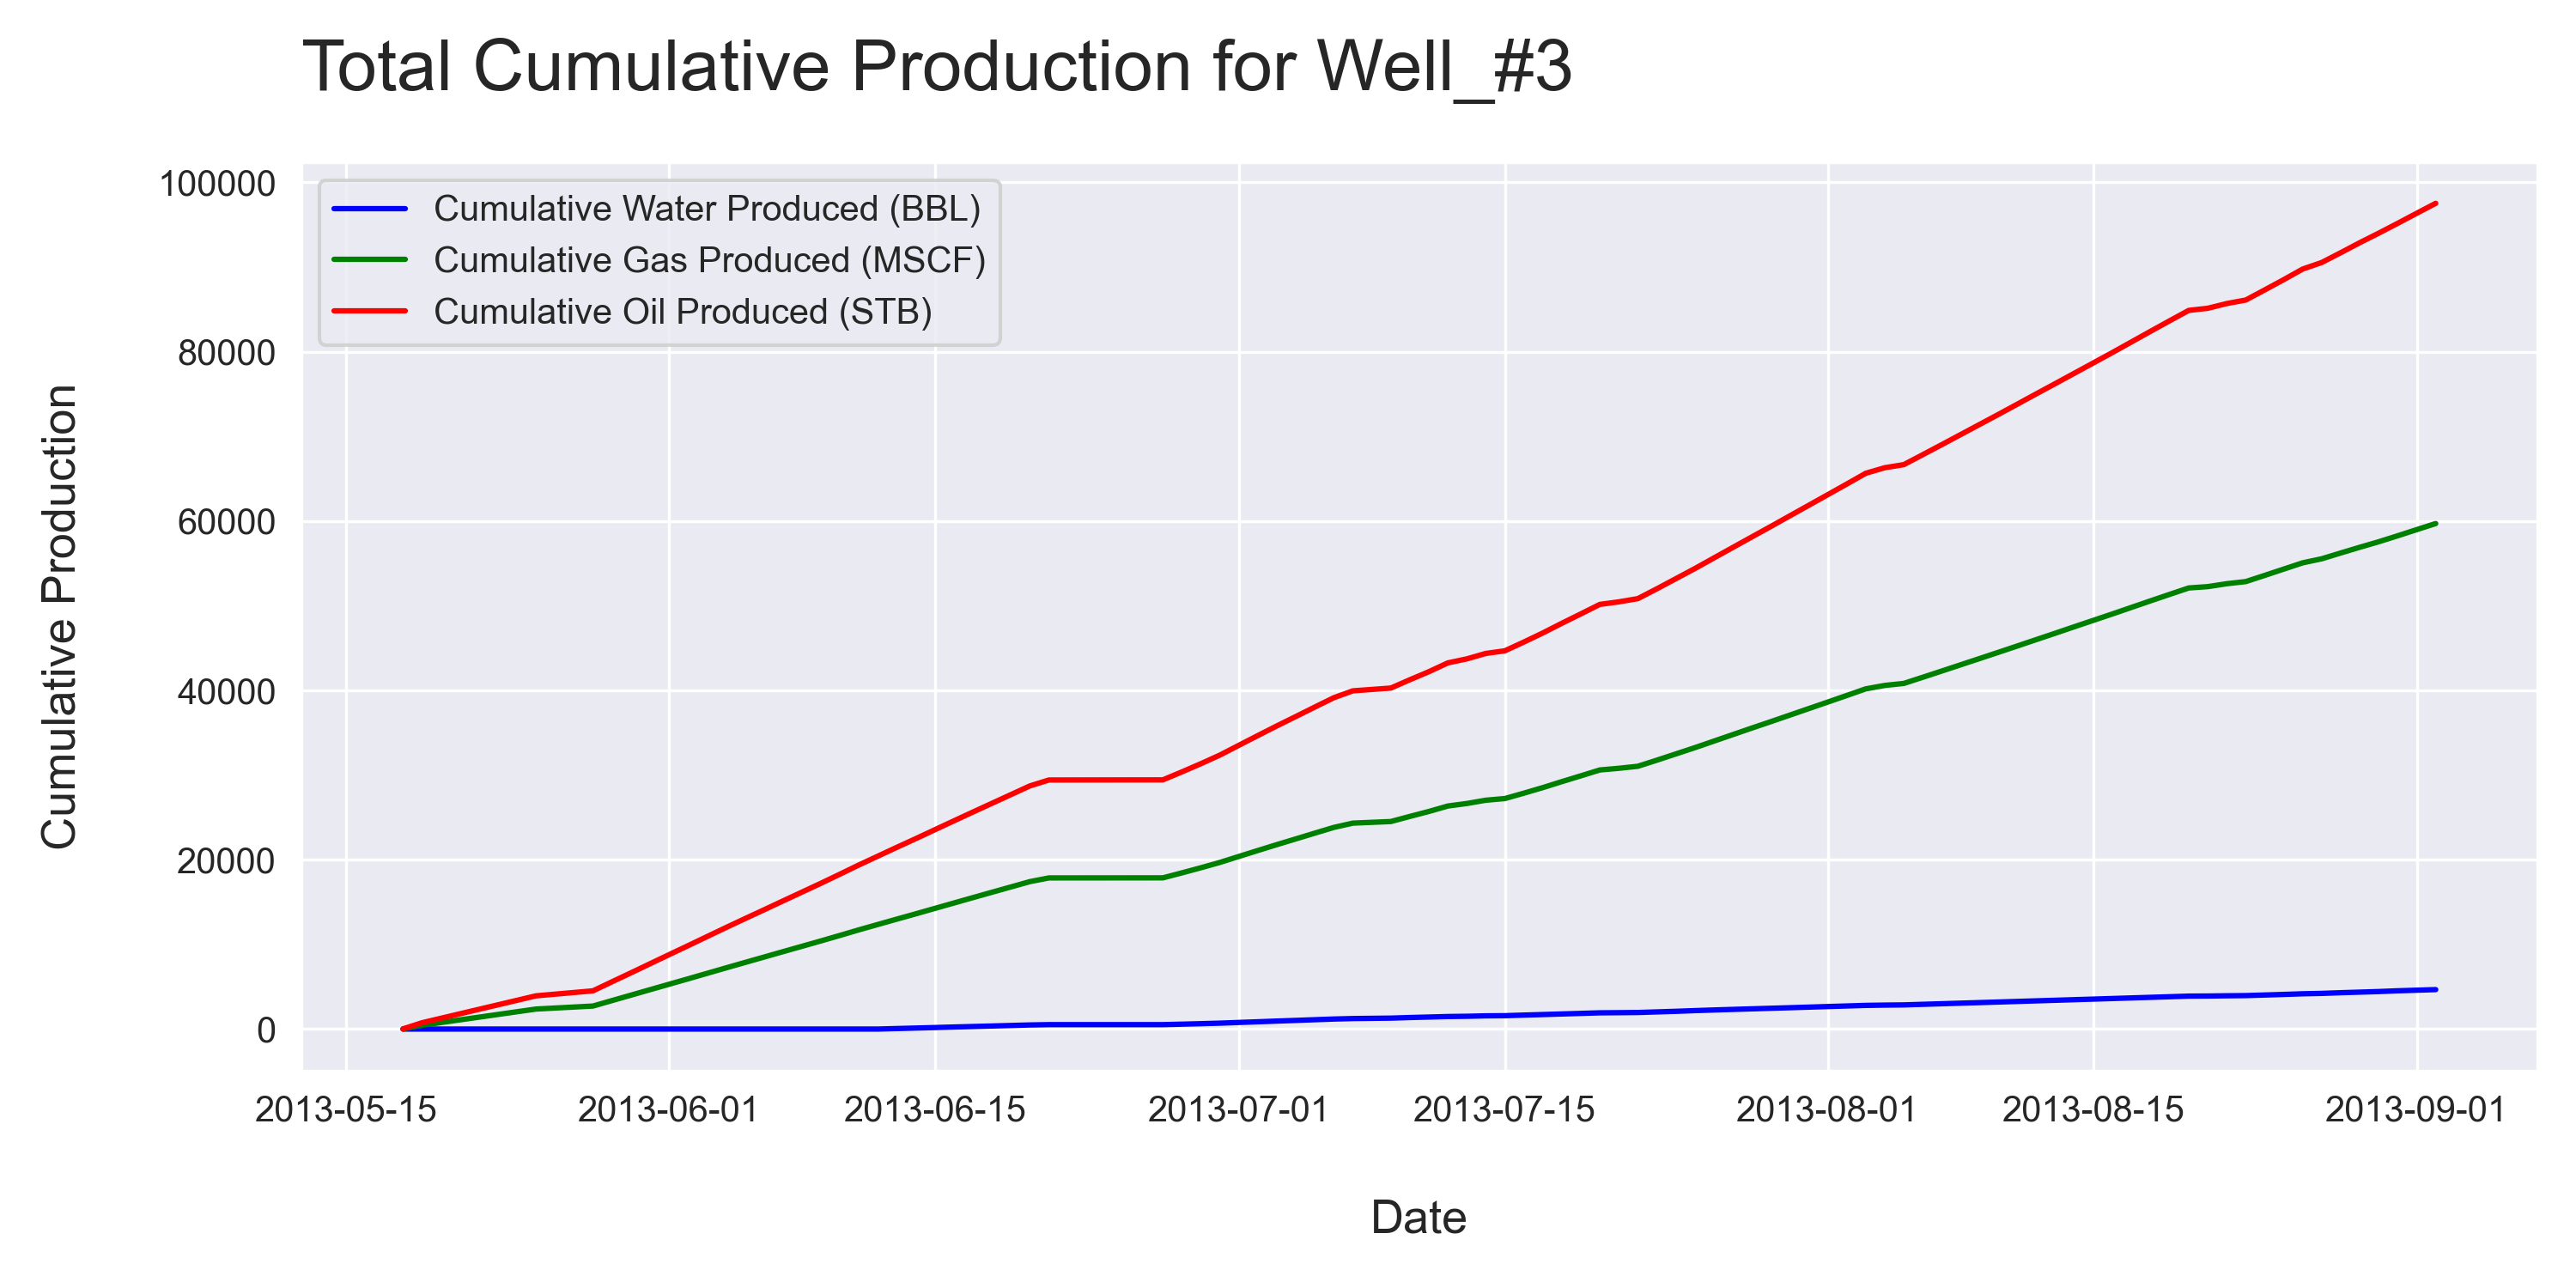 Total Cumulative Production for Well_#3
100000
80000
60000
40000
20000
0
Cumulative Production
Cumulative Water Produced (BBL)
Cumulative Gas Produced (MSCF)
Cumulative Oil Produced (STB)
2013-05-15 2013-06-01 2013-06-15 2013-07-01 2013-07-15 2013-08-01 2013-08-15 2013-09-01
Date